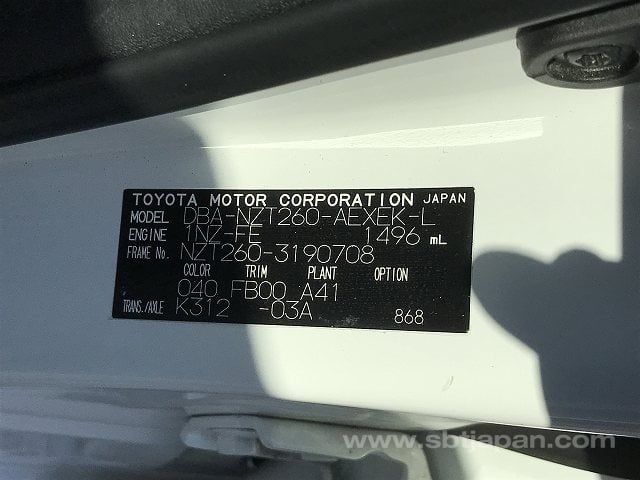 TOYOTA MOTOR CORPORATION JAPAN
MODEL DBA-NZT260-AEXEK-L
ENGINE 1NZ-FE 1496 mL
FRAME No. NZT260-3190708
COLOR TRIM PLANT OPTION
040 FB00 A41
TRANS./AXLE K312 -03A 868
www.sbtjapan.com